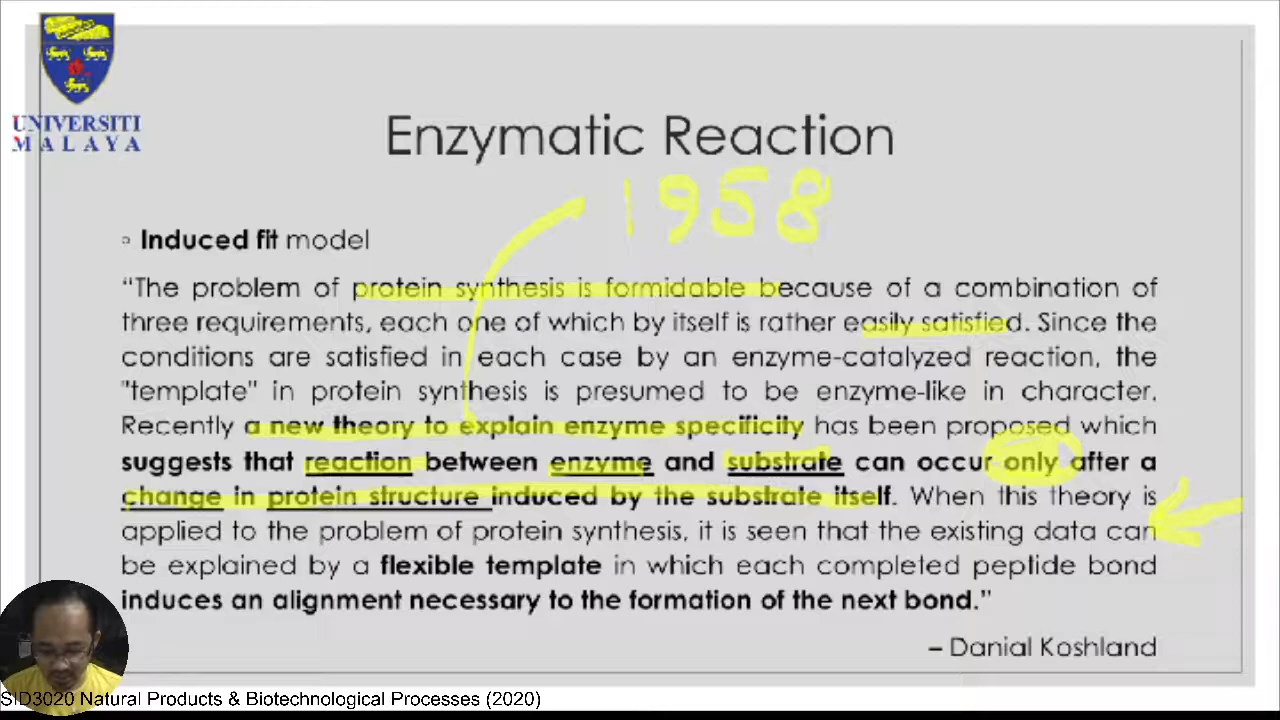 UNIVERSITI
MALAYA
Enzymatic Reaction
1958
▫ Induced fit model
“The problem of protein synthesis is formidable because of a combination of
three requirements, each one of which by itself is rather easily satisfied. Since the
conditions are satisfied in each case by an enzyme-catalyzed reaction, the
"template" in protein synthesis is presumed to be enzyme-like in character.
Recently a new theory to explain enzyme specificity has been proposed which
suggests that reaction between enzyme and substrate can occur only after a
change in protein structure induced by the substrate itself. When this theory is
applied to the problem of protein synthesis, it is seen that the existing data can
be explained by a flexible template in which each completed peptide bond
induces an alignment necessary to the formation of the next bond.”
– Danial Koshland
SID3020 Natural Products & Biotechnological Processes (2020)